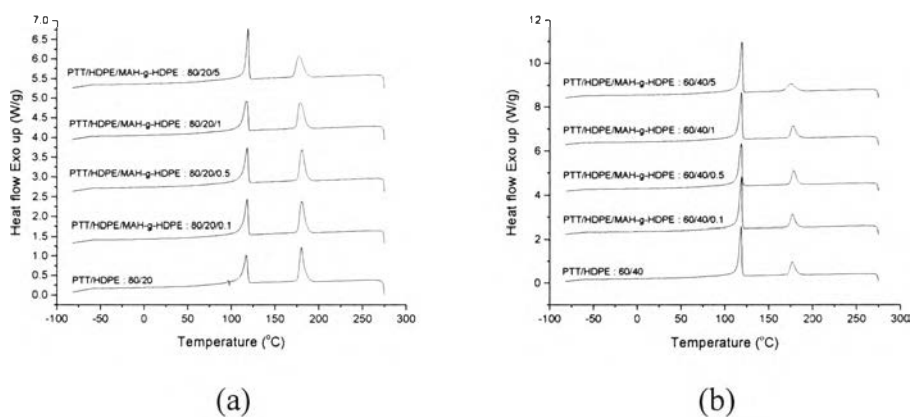 7.0
6.5
6.0
5.5
5.0
4.5
4.0
3.5
3.0
2.5
2.0
1.5
1.0
0.5
0.0
Heat flow Exo up (W/g)
PTT/HDPE/MAH-g-HDPE : 80/20/5
PTT/HDPE/MAH-g-HDPE : 80/20/1
PTT/HDPE/MAH-g-HDPE : 80/20/0.5
PTT/HDPE/MAH-g-HDPE : 80/20/0.1
PTT/HDPE : 80/20
-100 -50 0 50 100 150 200 250 300
Temperature (°C)
(a)
12
10
8
6
4
2
0
Heat flow Exo up (W/g)
PTT/HDPE/MAH-g-HDPE : 60/40/5
PTT/HDPE/MAH-g-HDPE : 60/40/1
PTT/HDPE/MAH-g-HDPE : 60/40/0.5
PTT/HDPE/MAH-g-HDPE : 60/40/0.1
PTT/HDPE : 60/40
-100 -50 0 50 100 150 200 250 300
Temperature (°C)
(b)